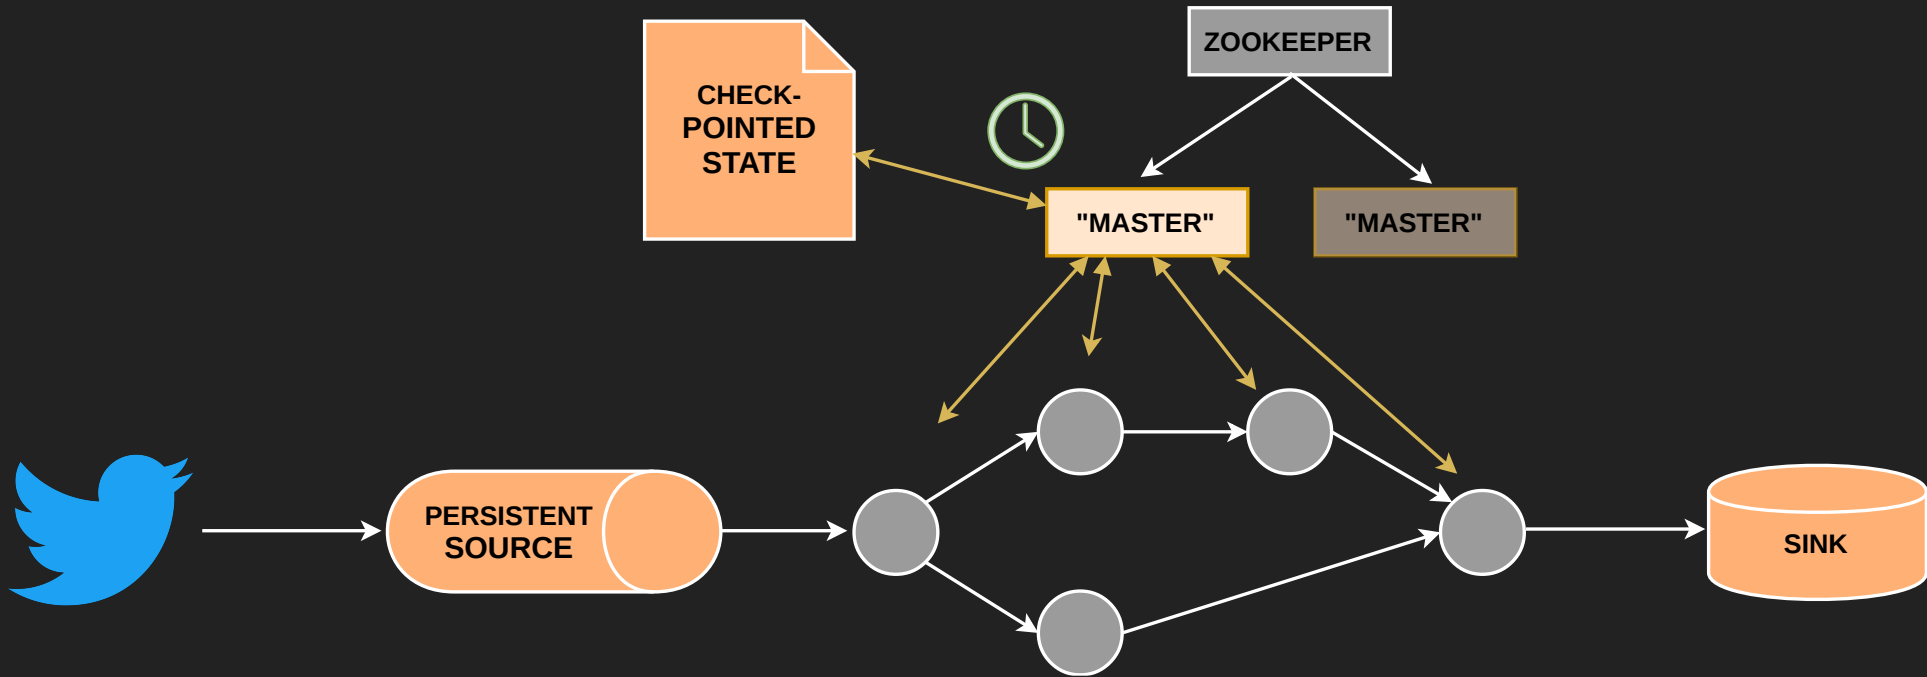 ZOOKEEPER
CHECK-
POINTED
STATE
"MASTER"
"MASTER"
PERSISTENT
SOURCE
SINK